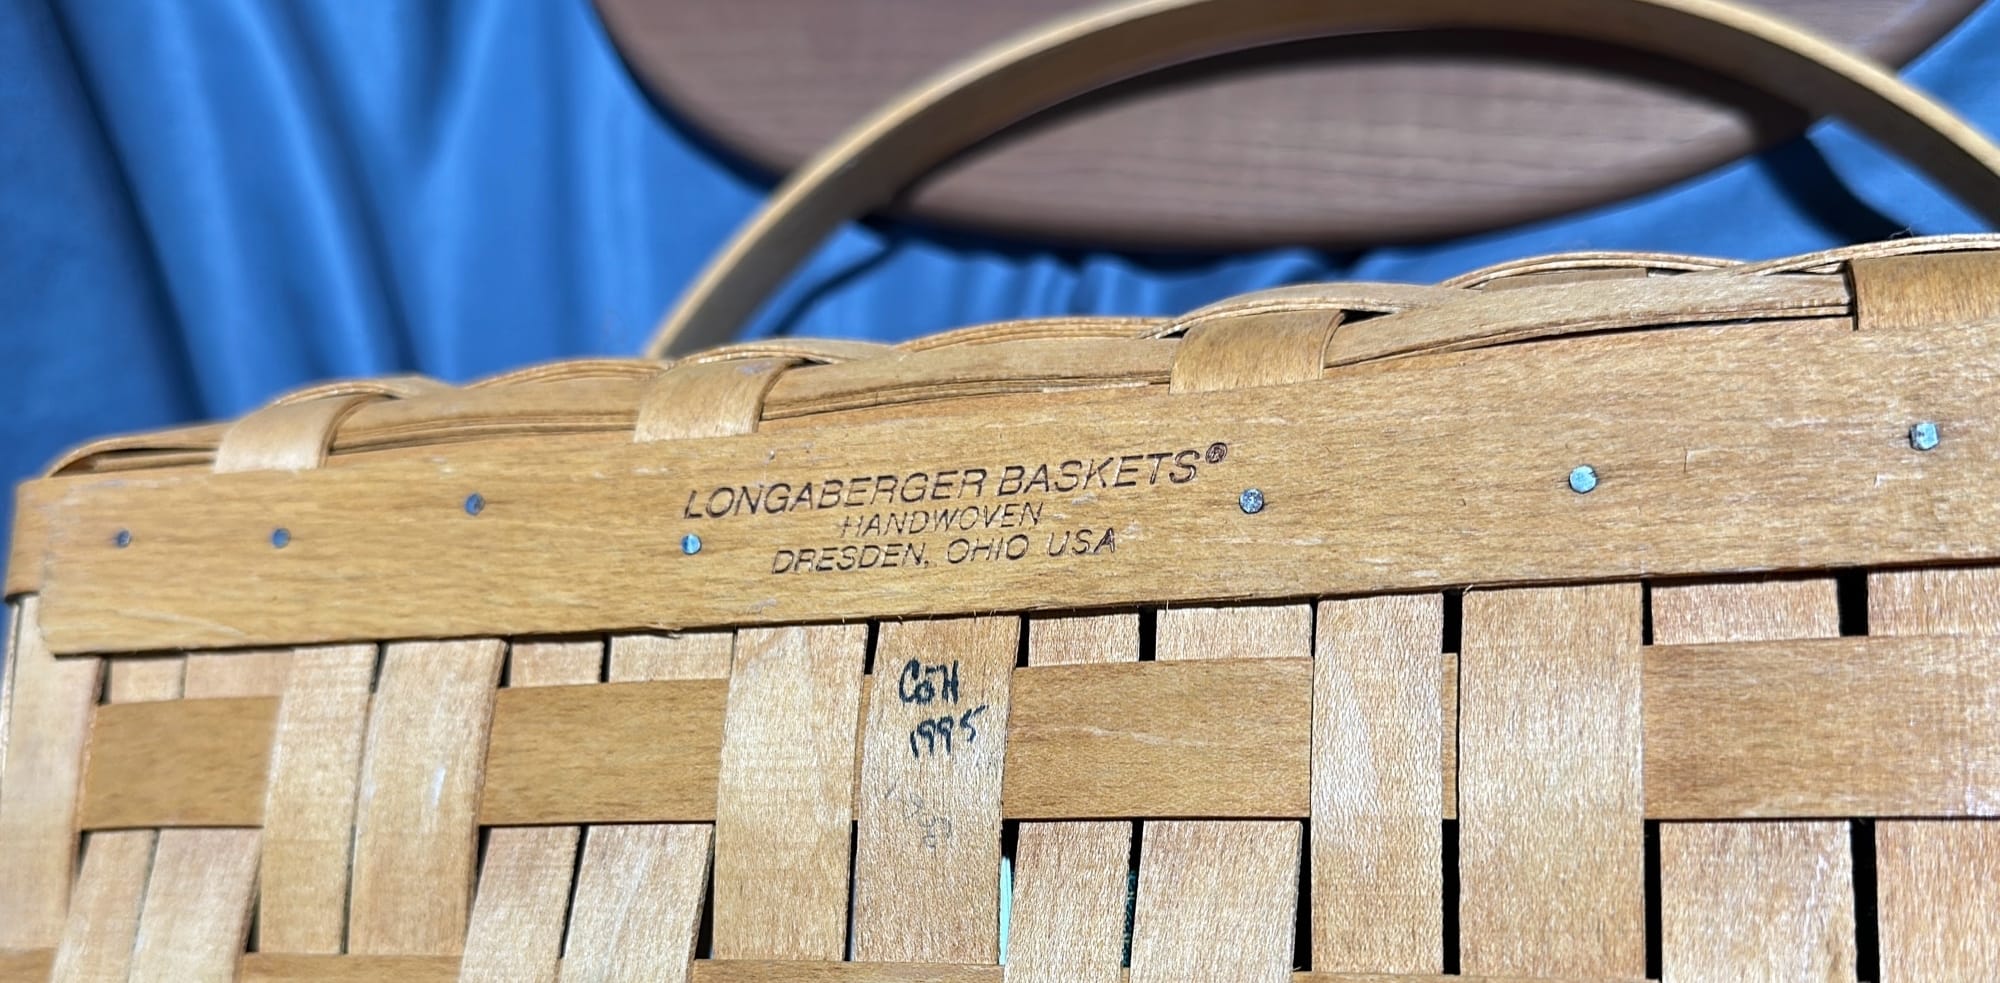 LONGABERGER BASKETS®
HANDWOVEN
DRESDEN, OHIO USA
1995